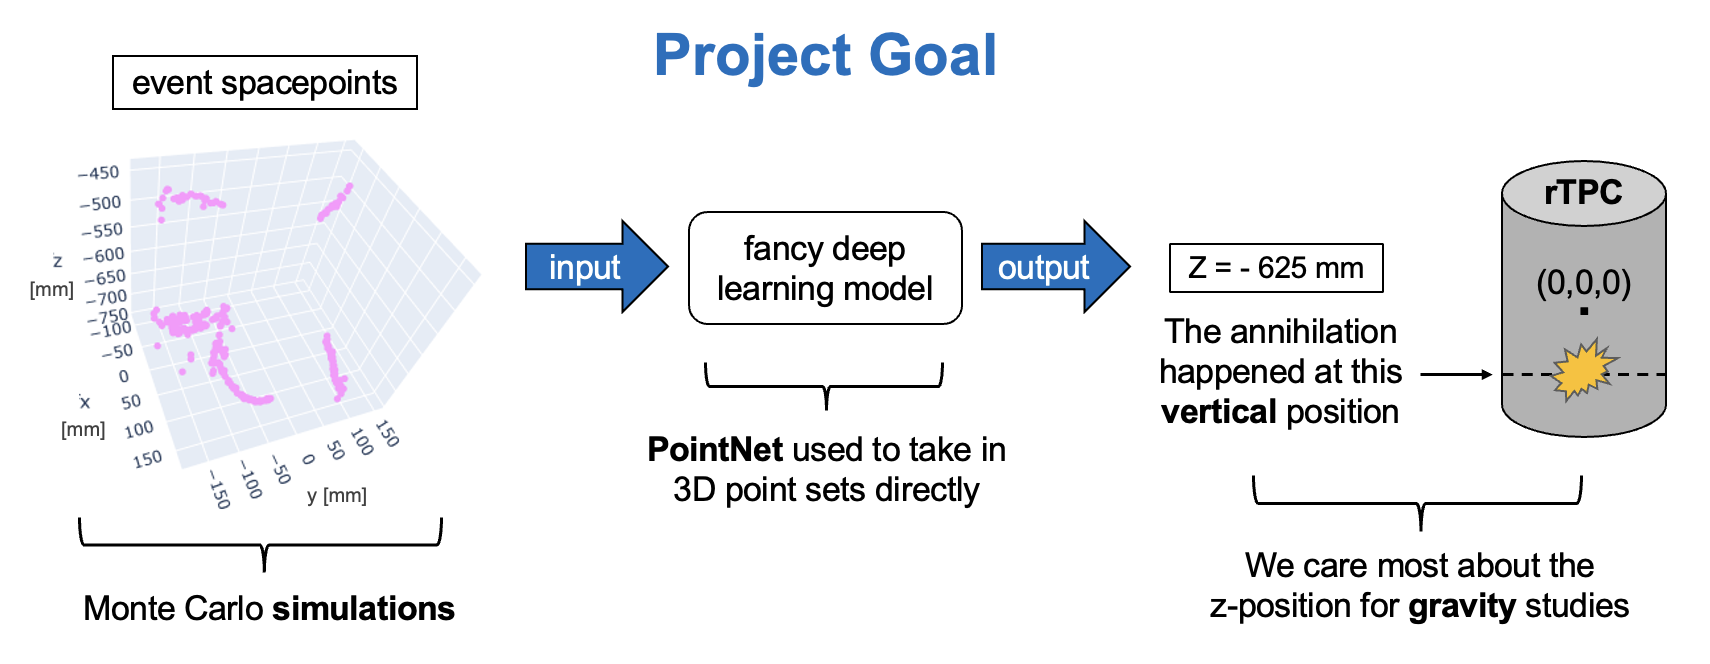 Project Goal
event spacepoints
−450
−500
−550
−600
−650
−700
−750
z
[mm]
−100
−50
0
50
100
150
x
[mm]
−150
−100
−50
0
50
100
150
y [mm]
Monte Carlo simulations
input
fancy deep
learning model
PointNet used to take in
3D point sets directly
output
Z = - 625 mm
The annihilation
happened at this
vertical position
rTPC
(0,0,0)
We care most about the
z-position for gravity studies